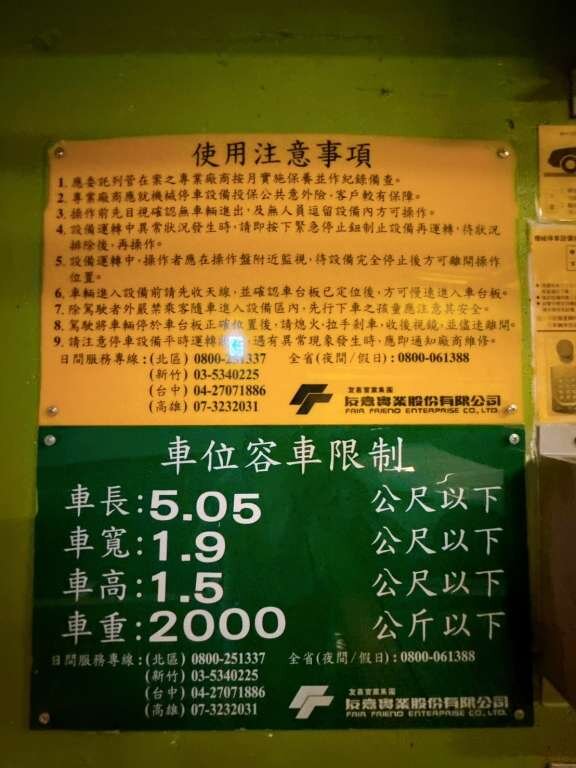 使用注意事項
1. 應委託列管在案之專業廠商按月實施保養並作紀錄備查。
2. 專業廠商應就機械停車設備投保公共意外險,客戶較有保障。
3. 操作前先目視確認無車輛進出,及無人員逗留設備內方可操作。
4. 設備運轉中異常狀況發生時,請即按下緊急停止鈕制止設備再運轉,待狀況
排除後,再操作。
5. 設備運轉中,操作者應在操作盤附近監視,待設備完全停止後方可離開操作
位置。
6. 車輛進入設備前請先收天線,並確認車台板已定位後,方可慢速進入車台板。
7. 除駕駛者外嚴禁乘客隨車進入設備區內,先行下車之孩童應注意其安全。
8. 駕駛將車輛停於車台板正確位置後,請熄火,拉手剎車,收後視鏡,並儘速離開。
9. 請注意停車設備平時運轉 遇有異常現象發生時,應即通知廠商維修。
日間服務專線:(北區) 0800-251337 全省(夜間/假日):0800-061388
(新竹) 03-5340225
(台中) 04-27071886
(高雄) 07-3232031
友嘉實業集團
友嘉實業股份有限公司
FAIR FRIEND ENTERPRISE CO., LTD.
車位容車限制
車長:5.05 公尺以下
車寬:1.9 公尺以下
車高:1.5 公尺以下
車重:2000 公斤以下
日間服務專線:(北區) 0800-251337 全省(夜間/假日):0800-061388
(新竹) 03-5340225
(台中) 04-27071886
(高雄) 07-3232031
友嘉實業集團
友嘉實業股份有限公司
FAIR FRIEND ENTERPRISE CO., LTD.